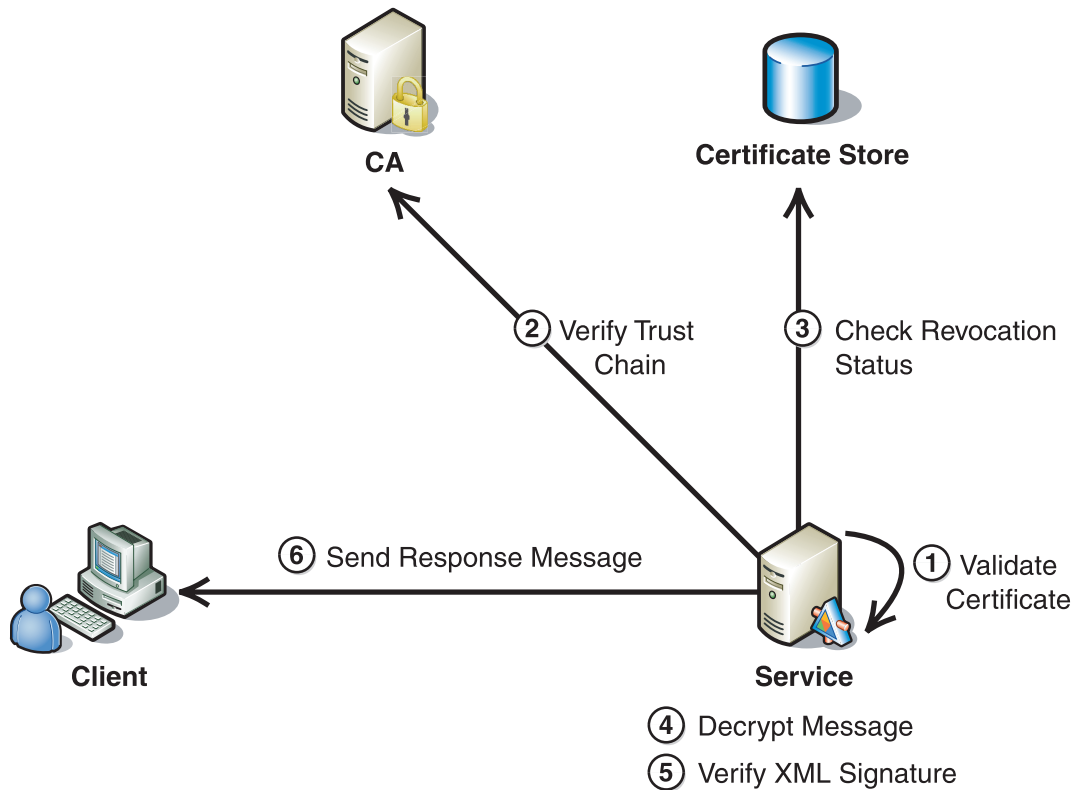 CA
Certificate Store
2 Verify Trust
Chain
3 Check Revocation
Status
6 Send Response Message
1 Validate
Certificate
Client
Service
4 Decrypt Message
5 Verify XML Signature